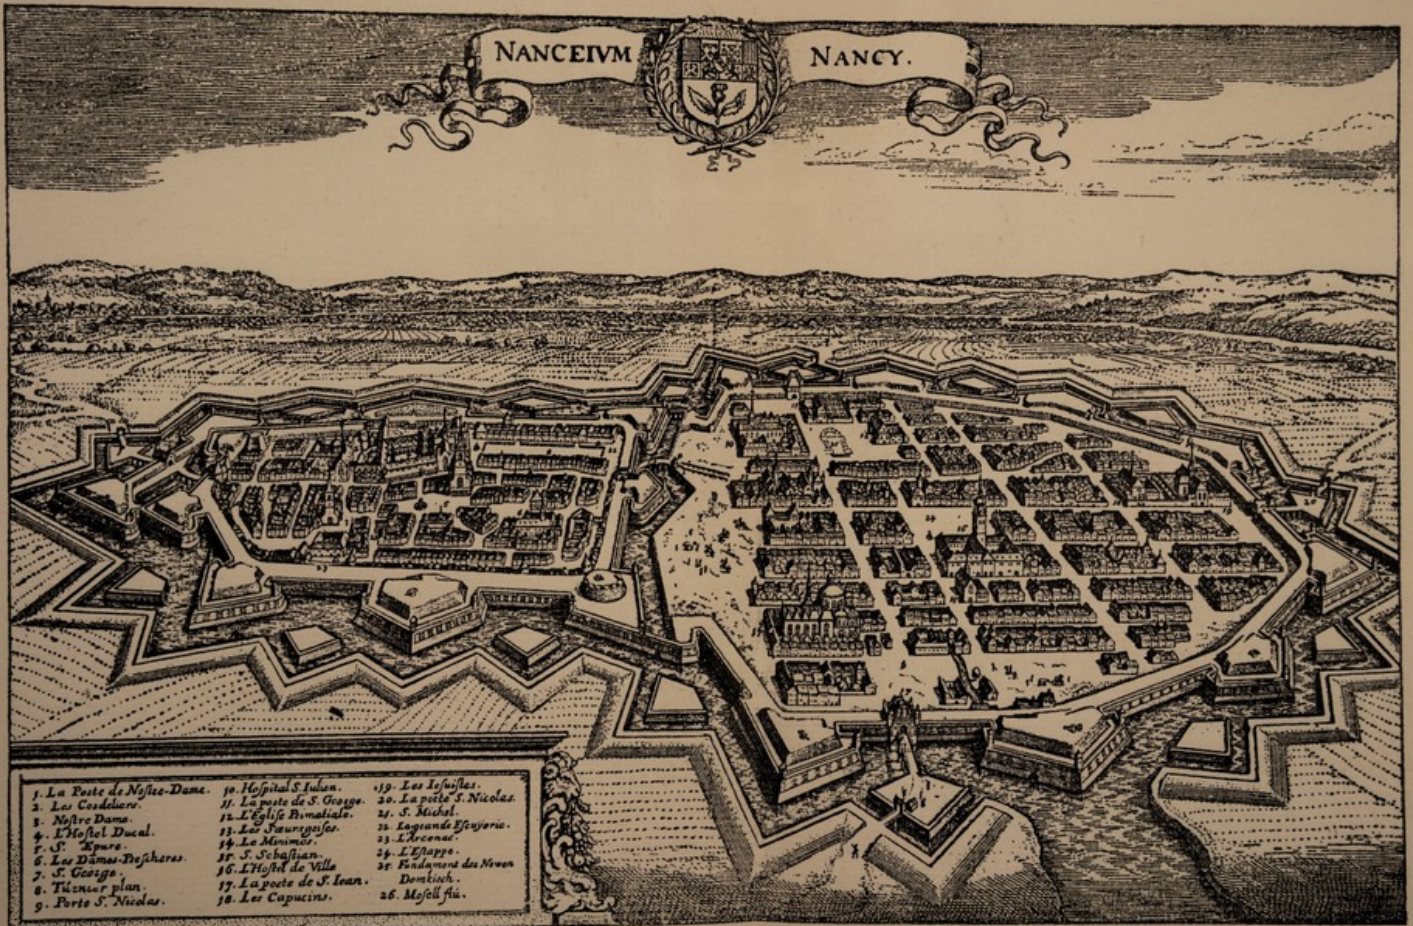 NANCEIVM
NANCY.
1. La Poste de Nostre-Dame.
2. Les Cordeliers.
3. Nostre Dame.
4. L'Hostel Ducal.
5. S. Epure.
6. Les Dames-Prescheres.
7. S. George.
8. Turnier plan.
9. Porte S. Nicolas.
10. Hospital S. Iulien.
11. La porte de S. George.
12. L'Eglise Primatiale.
13. Les Sœurs grises.
14. Le Minimes.
15. S. Sebastian.
16. L'Hostel de Ville
17. La porte de S. Iean.
18. Les Capucins.
19. Les Iesuistes.
20. La porte S. Nicolas.
21. S. Michel.
22. La grande Escuyerie.
23. L'Arcenac.
24. L'Estappe.
25. Fundament des Newen
Domkirch.
26. Mosell flu.